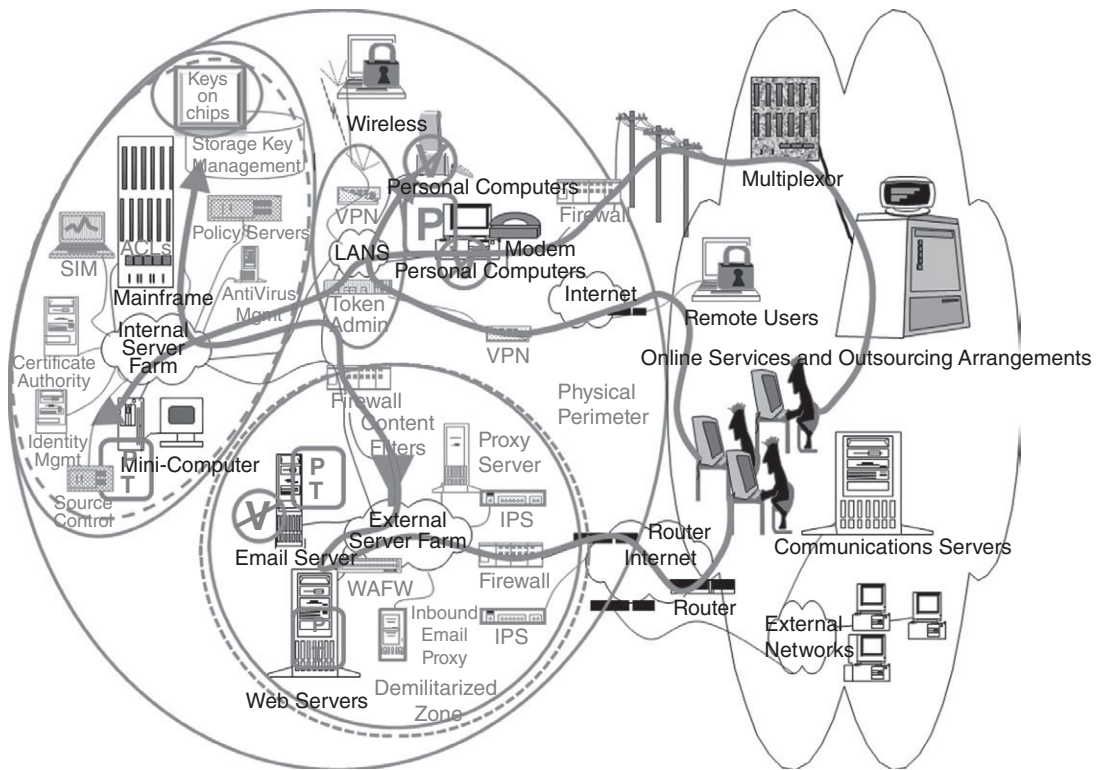 Keys
on
chips
Storage Key
Management
Wireless
V
Personal Computers
Multiplexor
VPN
P
Firewall
Policy Servers
ACLs
SIM
LANS
Modem
V
Personal Computers
Mainframe
AntiVirus
Mgmt
Token
Admin
Internet
Remote Users
Internal
Server
Farm
VPN
Online Services and Outsourcing Arrangements
Certificate
Authority
Physical
Perimeter
Firewall
Content
Filters
Identity
Mgmt
Mini-Computer
P
T
Source
Control
Proxy
Server
P
T
V
IPS
External
Server Farm
Router
Internet
Communications Servers
Email Server
WAFW
Firewall
Router
Inbound
Email
Proxy
IPS
P
T
External
Networks
Web Servers
Demilitarized
Zone